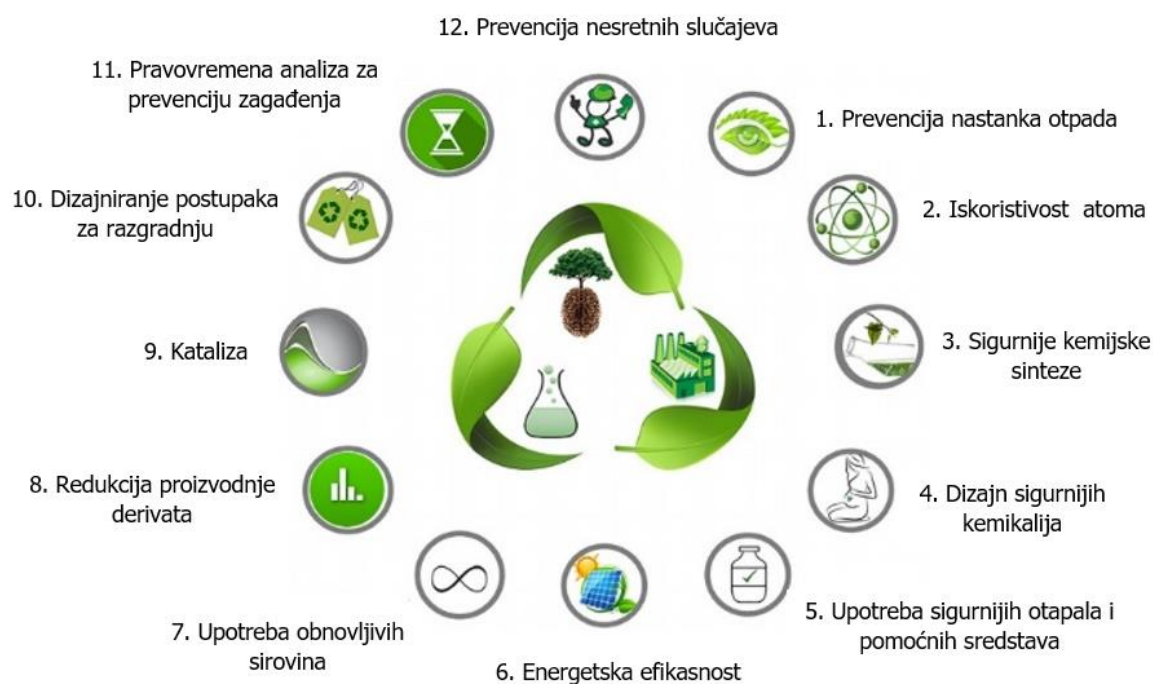 12. Prevencija nesretnih slučajeva
1. Prevencija nastanka otpada
2. Iskoristivost atoma
3. Sigurnije kemijske
sinteze
4. Dizajn sigurnijih
kemikalija
5. Upotreba sigurnijih otapala i
pomoćnih sredstava
6. Energetska efikasnost
7. Upotreba obnovljivih
sirovina
8. Redukcija proizvodnje
derivata
9. Kataliza
10. Dizajniranje postupaka
za razgradnju
11. Pravovremena analiza za
prevenciju zagađenja